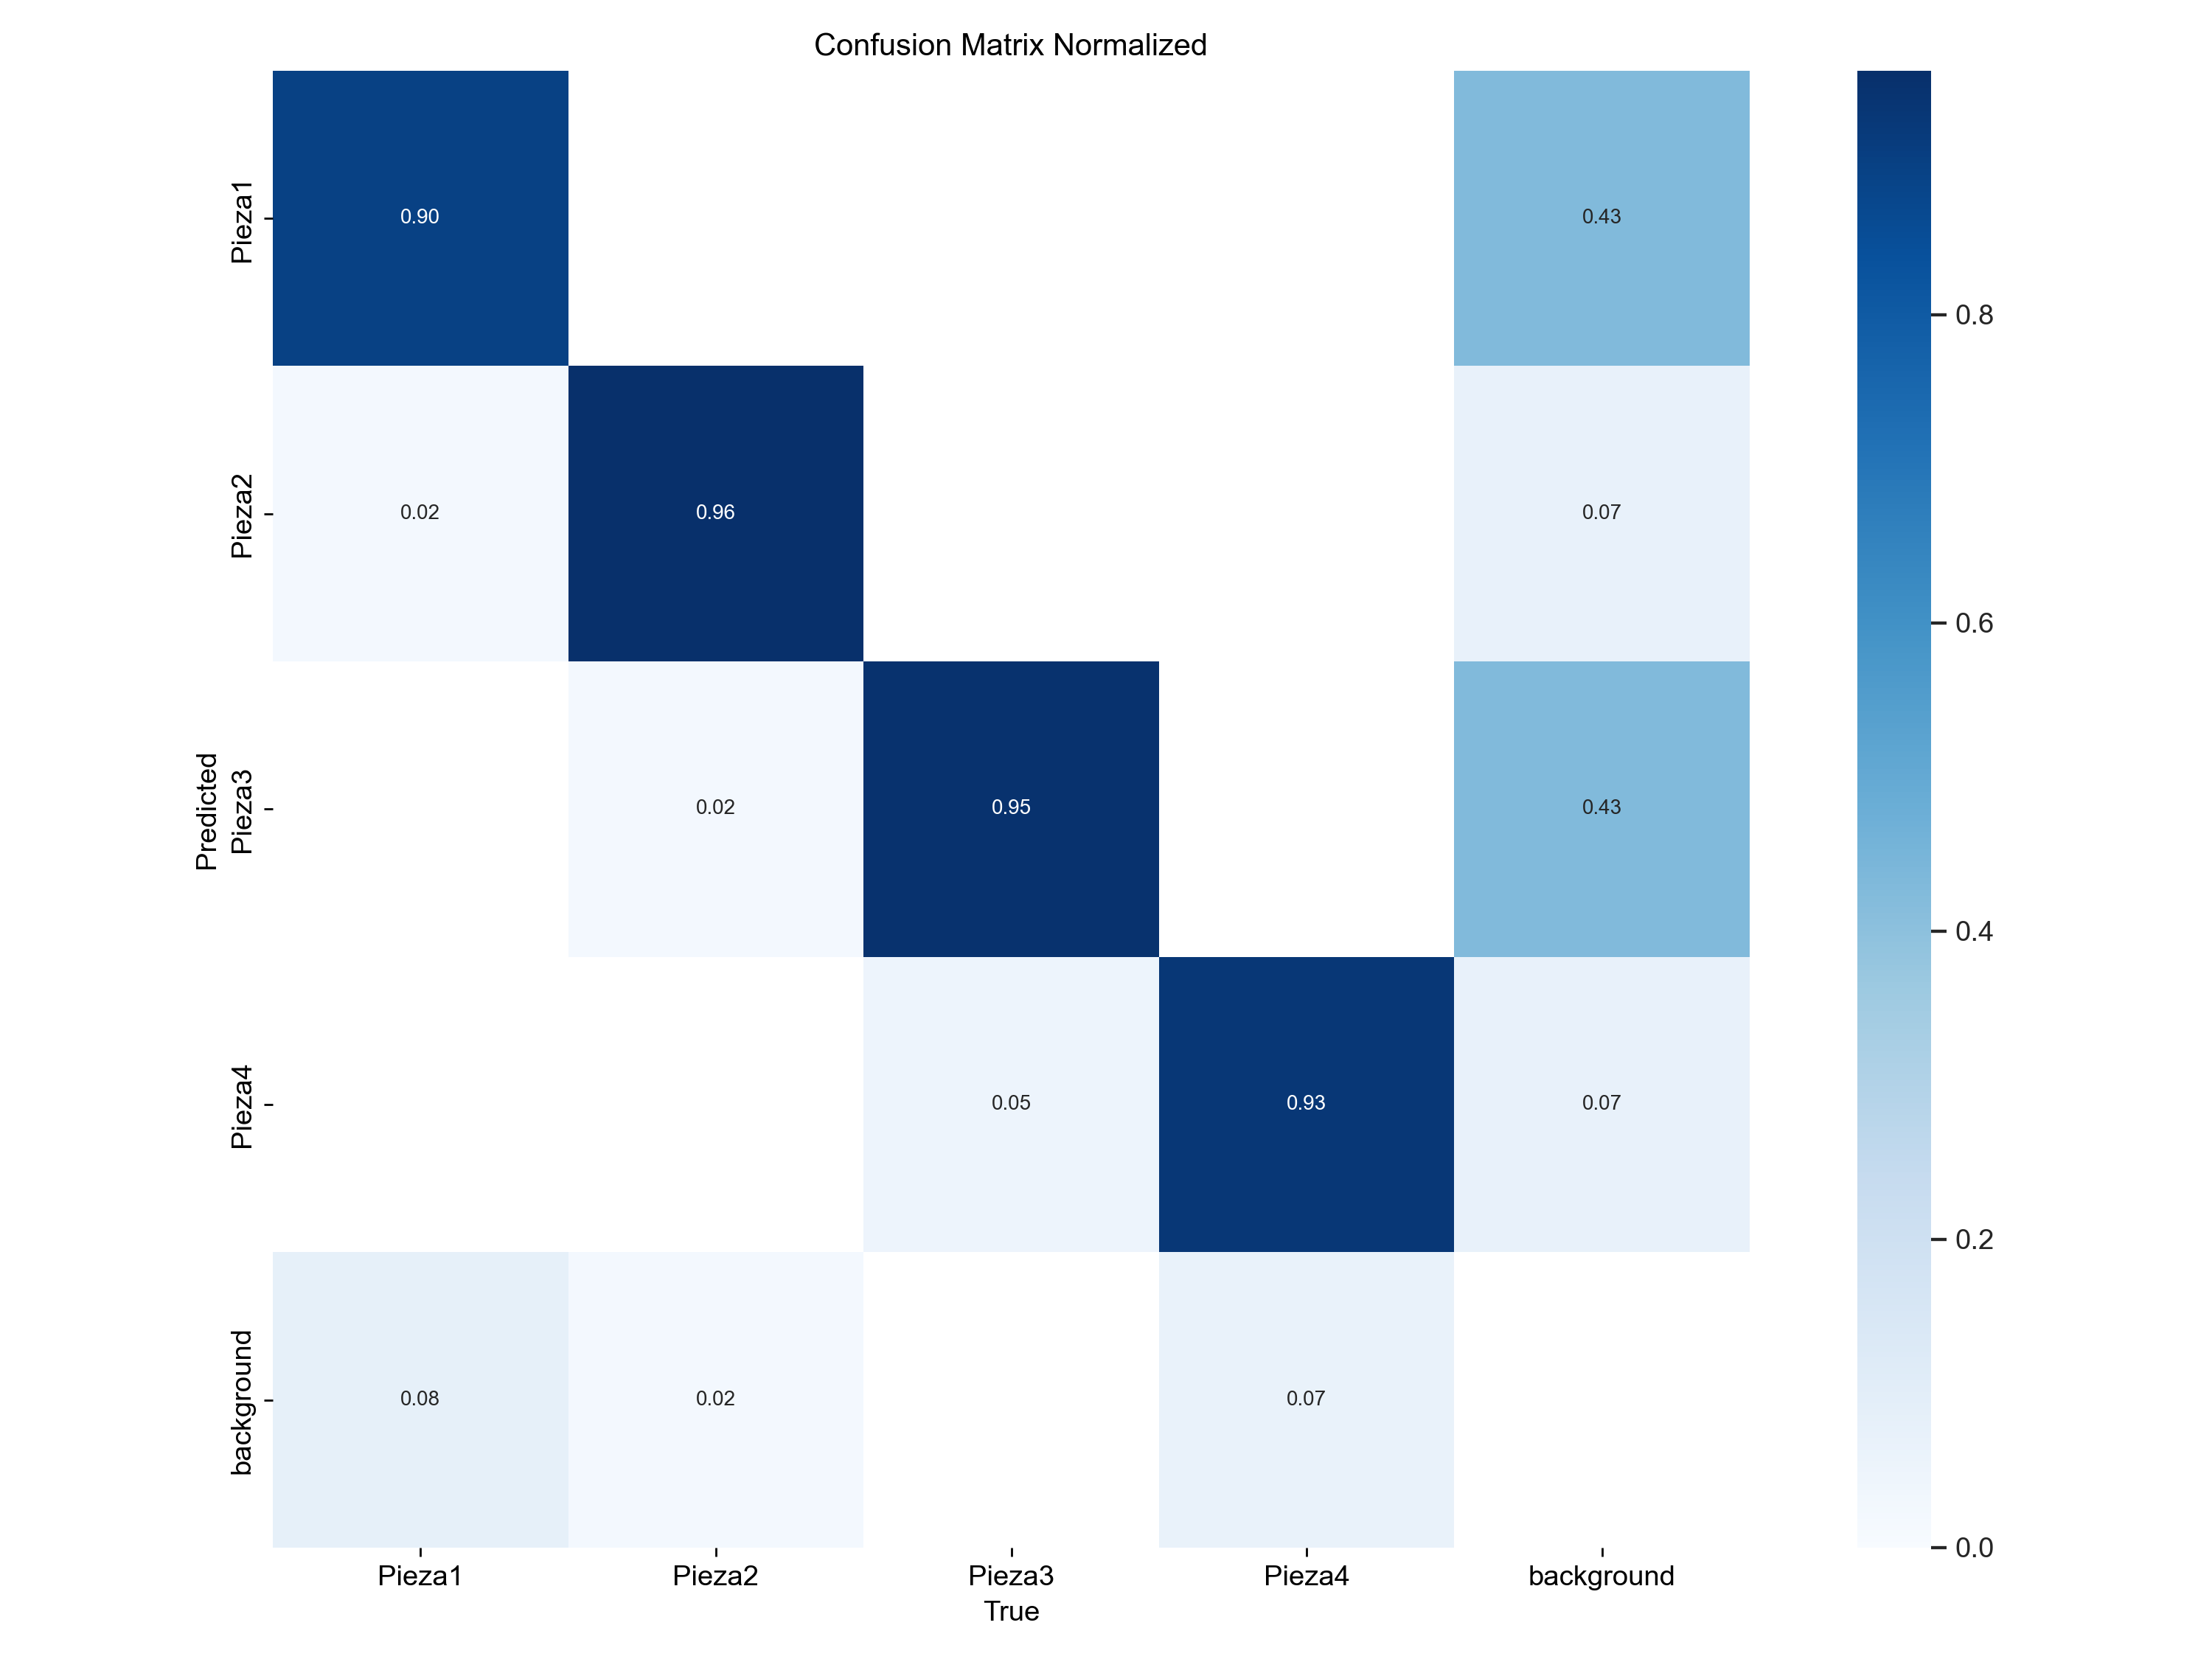 Confusion Matrix Normalized
Pieza1
0.90
0.43
0.8
Pieza2
0.02
0.96
0.07
0.6
Predicted
Pieza3
0.02
0.95
0.43
0.4
Pieza4
0.05
0.93
0.07
0.2
background
0.08
0.02
0.07
0.0
Pieza1 Pieza2 Pieza3 Pieza4 background
True